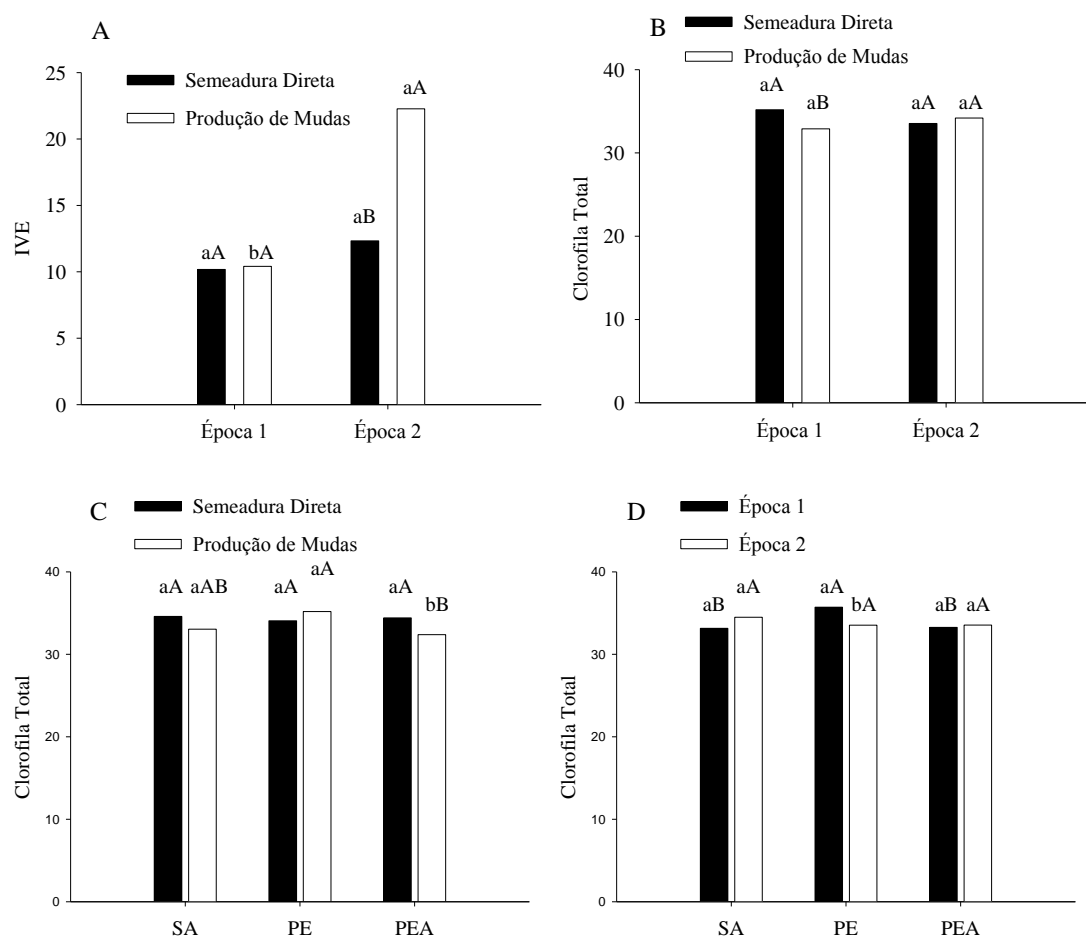 A
Semeadura Direta
Produção de Mudas
25
20
15
10
5
0
IVE
aA
bA
aB
aA
Época 1
Época 2
B
Semeadura Direta
Produção de Mudas
40
30
20
10
0
Clorofila Total
aA
aB
aA
aA
Época 1
Época 2
C
Semeadura Direta
Produção de Mudas
40
30
20
10
0
Clorofila Total
aA
aAB
aA
aA
aA
bB
SA
PE
PEA
D
Época 1
Época 2
40
30
20
10
0
Clorofila Total
aB
aA
aA
bA
aB
aA
SA
PE
PEA